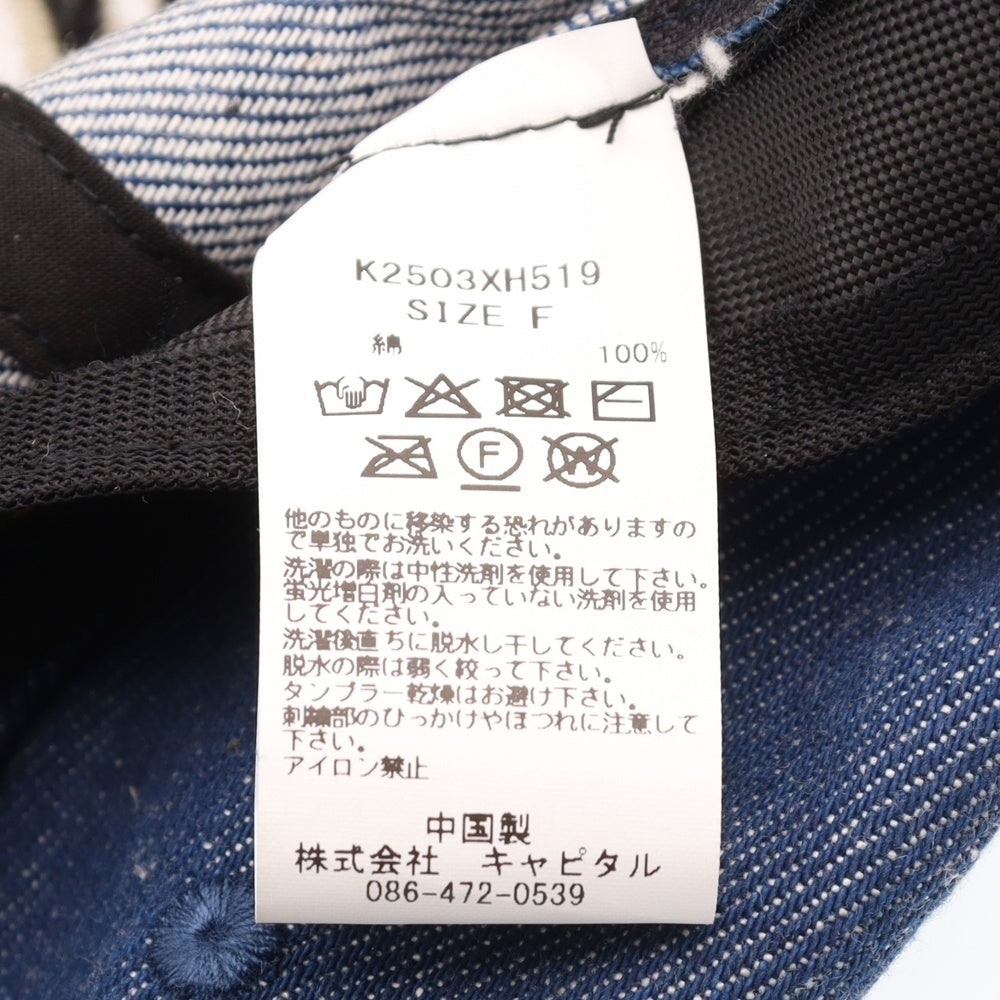 K2503XH519
SIZE F
綿 100%
F
W
他のものに移染する恐れがありますの
で単独でお洗いください。
洗濯の際は中性洗剤を使用して下さい。
蛍光増白剤の入っていない洗剤を使用
してください。
洗濯後直ちに脱水し干してください。
脱水の際は弱く絞って下さい。
タンブラー乾燥はお避け下さい。
刺繍部のひっかけやほつれに注意して
下さい。
アイロン禁止
中国製
株式会社 キャピタル
086-472-0539